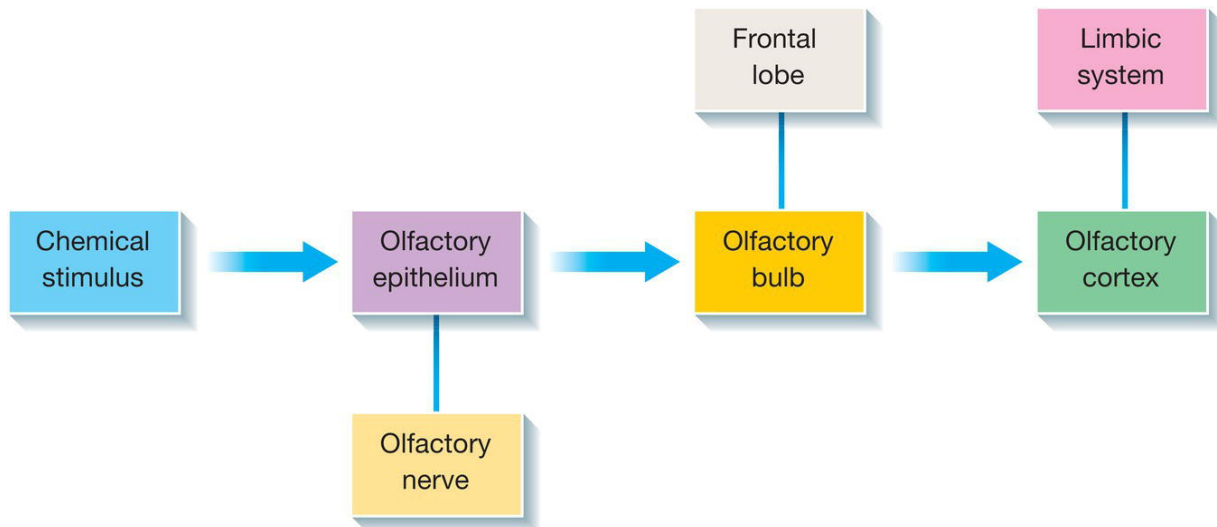 Frontal
lobe
Limbic
system
Chemical
stimulus
Olfactory
epithelium
Olfactory
bulb
Olfactory
cortex
Olfactory
nerve